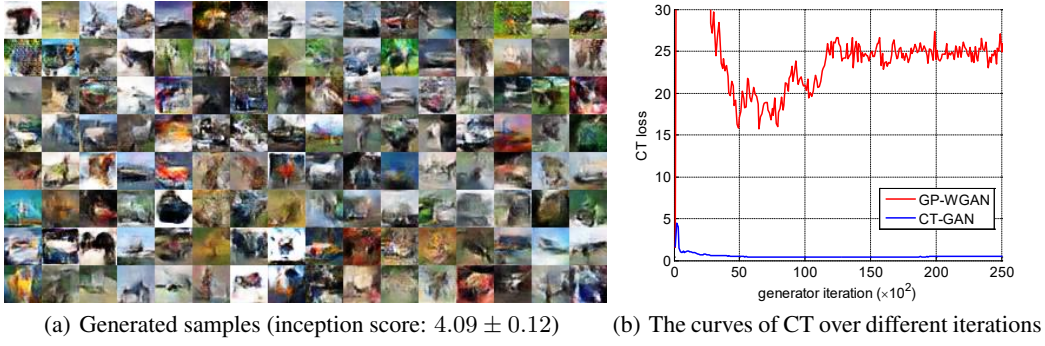 30
25
20
15
10
5
0
CT loss
GP-WGAN
CT-GAN
0 50 100 150 200 250
generator iteration (×10²)
(a) Generated samples (inception score: 4.09 ± 0.12) (b) The curves of CT over different iterations